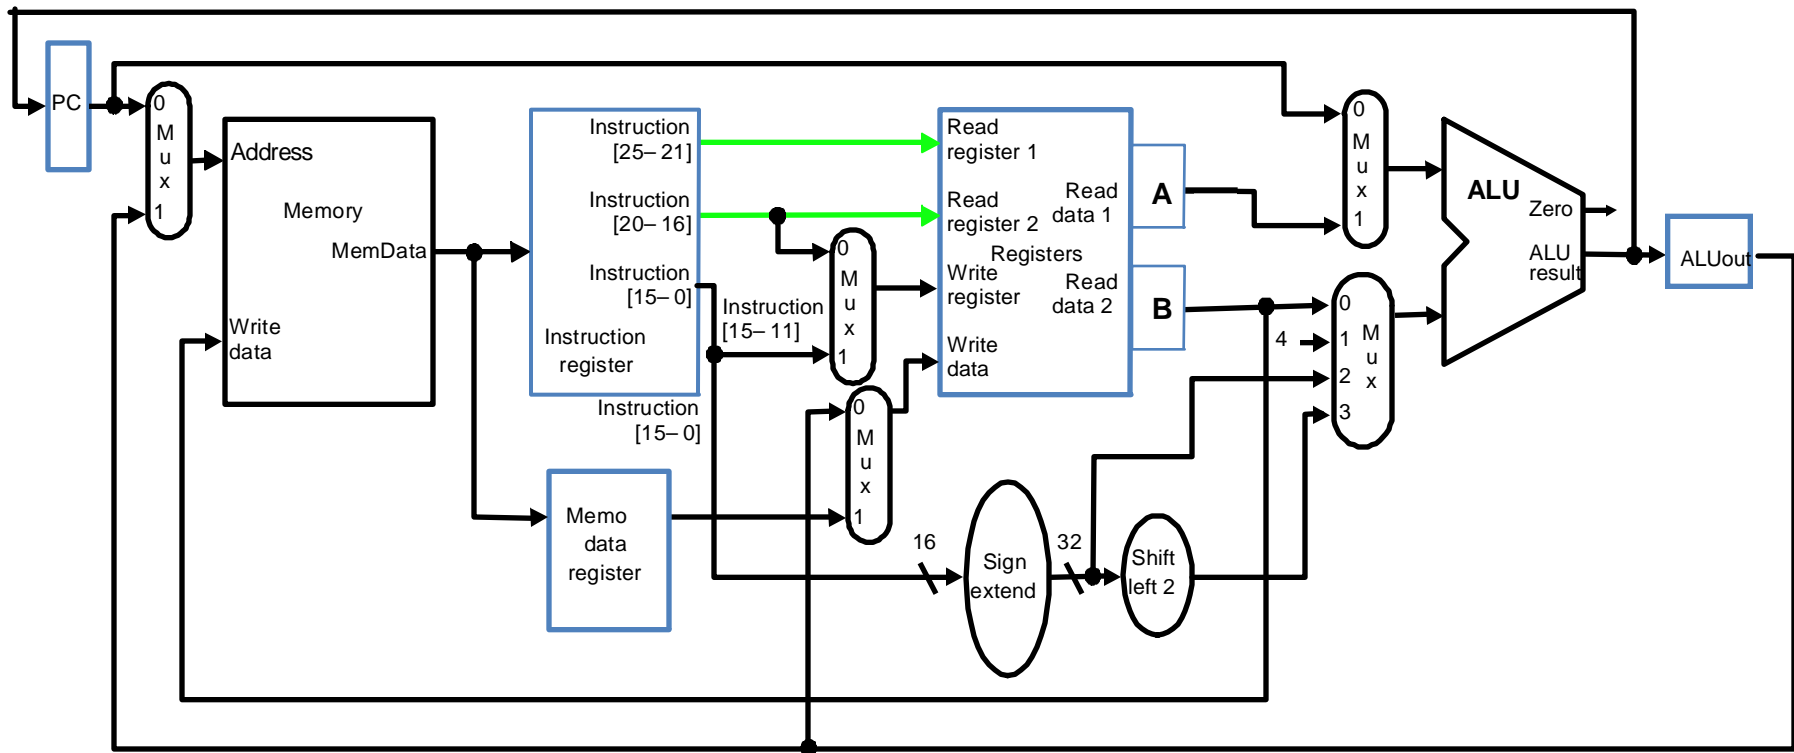 PC
0
M
u
x
1
Address
Memory
MemData
Write
data
Instruction
[25– 21]
Instruction
[20– 16]
Instruction
[15– 0]
Instruction
register
Instruction
[15– 0]
Instruction
[15– 11]
Memo
data
register
0
M
u
x
1
0
M
u
x
1
Read
register 1
Read
register 2
Registers
Write
register
Write
data
Read
data 1
Read
data 2
A
B
16
Sign
extend
32
Shift
left 2
0
M
u
x
1
4
0
1
2
3
M
u
x
ALU
Zero
ALU
result
ALUout